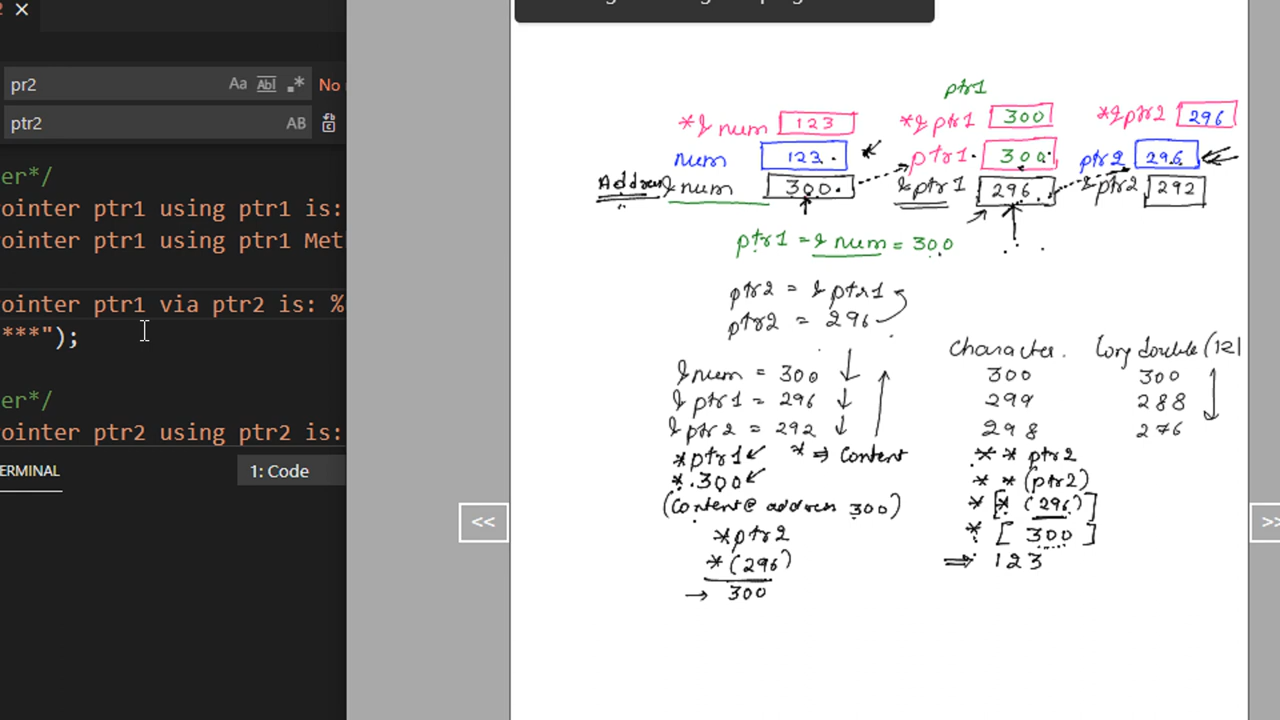 pr2
Aa Abl .* No
ptr2
AB
er*/
ointer ptr1 using ptr1 is:
ointer ptr1 using ptr1 Met
ointer ptr1 via ptr2 is: %
***");
er*/
ointer ptr2 using ptr2 is:
ERMINAL
1: Code
<<
>>
ptr1
*& num 123
*& ptr1 300
*& ptr2 296
num 123
ptr1 300
ptr2 296
Address & num 300
& ptr1 296
& ptr2 292
ptr1 = & num = 300
ptr2 = & ptr1
ptr2 = 296
& num = 300
& ptr1 = 296
& ptr2 = 292
*ptr1
* ⇒ Content
* 300
(Content@ address 300)
*ptr2
*(296)
→ 300
Character.
300
299
298
* * ptr2
* * (ptr2)
* [* (296)]
* [300]
⇒ 123
long double (12)
300
288
276